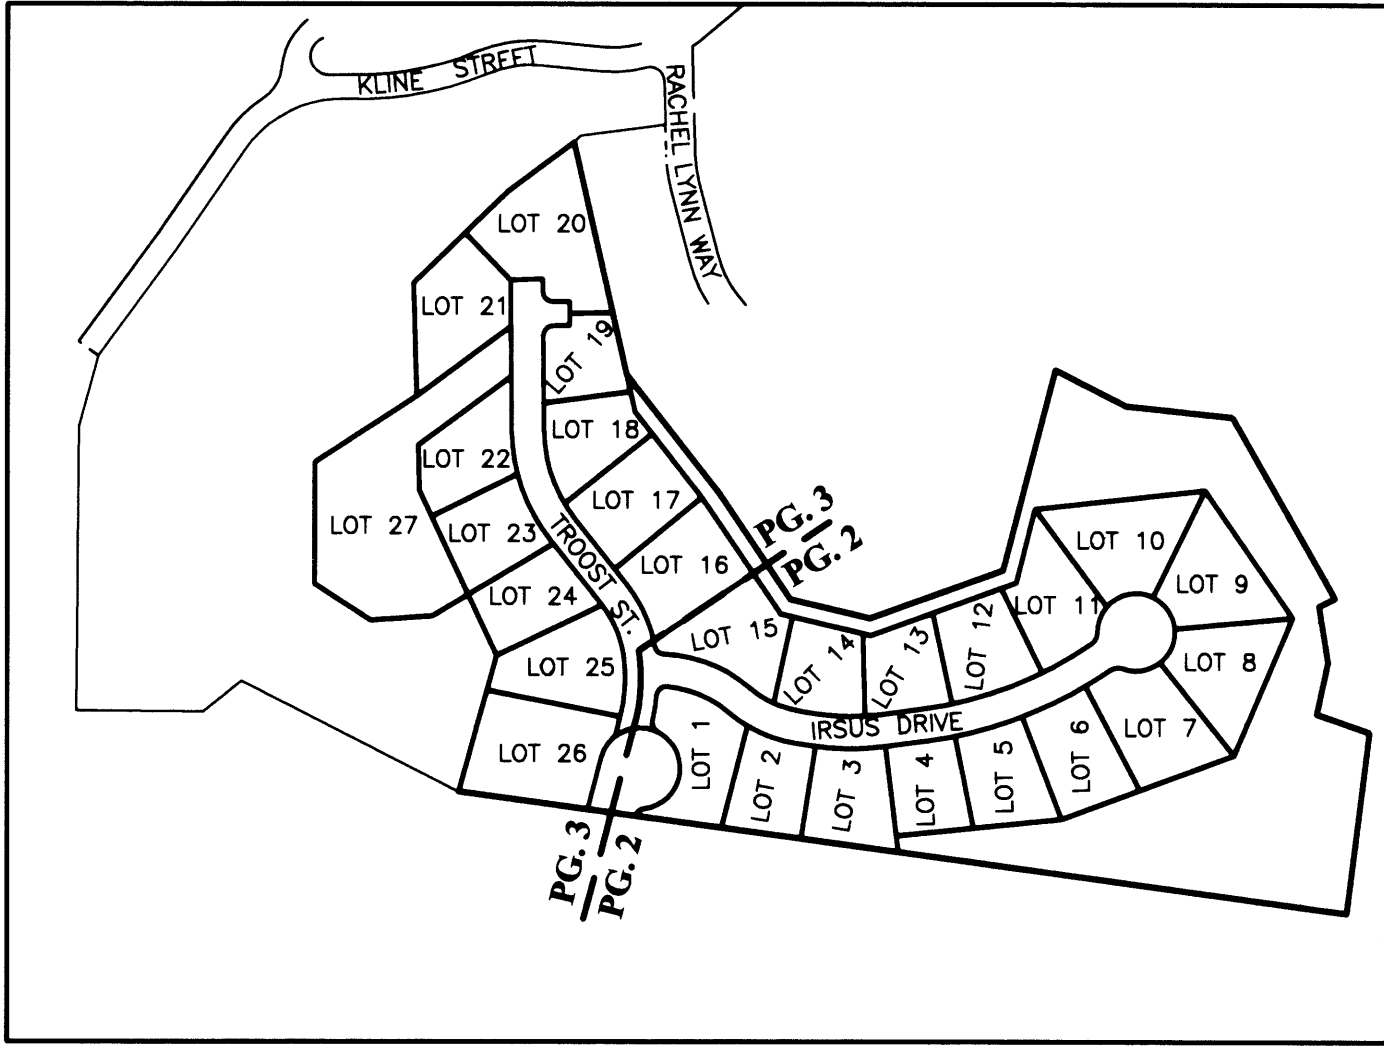 KLINE STREET
RACHEL LYNN WAY
LOT 20
LOT 21
LOT 19
LOT 18
LOT 22
LOT 17
LOT 27
LOT 23
TROOST ST.
PG. 3
PG. 2
LOT 16
LOT 24
LOT 10
LOT 9
LOT 11
LOT 12
LOT 13
LOT 14
LOT 15
LOT 25
LOT 8
IRSUS DRIVE
LOT 26
LOT 1
LOT 2
LOT 3
LOT 4
LOT 5
LOT 6
LOT 7
PG. 3
PG. 2